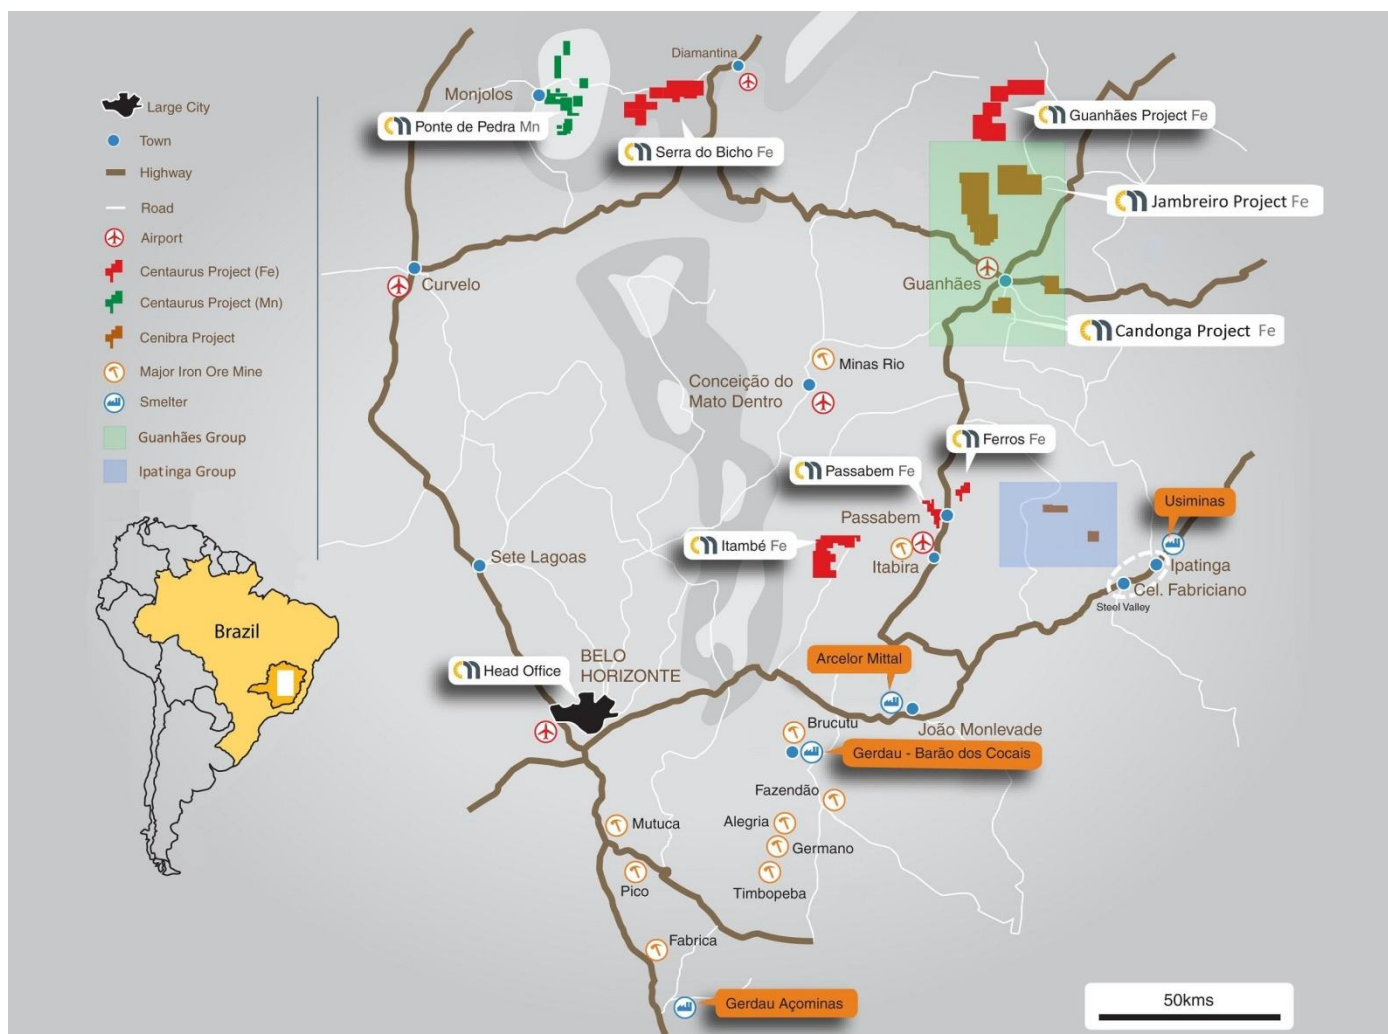 Large City
Town
Highway
Road
Airport
Centaurus Project (Fe)
Centaurus Project (Mn)
Cenibra Project
Major Iron Ore Mine
Smelter
Guanhães Group
Ipatinga Group
Brazil
Diamantina
Monjolos
Ponte de Pedra Mn
Serra do Bicho Fe
Guanhães Project Fe
Jambreiro Project Fe
Curvelo
Guanhães
Candonga Project Fe
Minas Rio
Conceição do
Mato Dentro
Ferros Fe
Passabem Fe
Passabem
Usiminas
Itambé Fe
Itabira
Sete Lagoas
Ipatinga
Cel. Fabriciano
Steel Valley
BELO
HORIZONTE
Head Office
Arcelor Mittal
João Monlevade
Brucutu
Gerdau - Barão dos Cocais
Fazendão
Mutuca
Alegria
Germano
Pico
Timbopeba
Fabrica
Gerdau Açominas
50kms